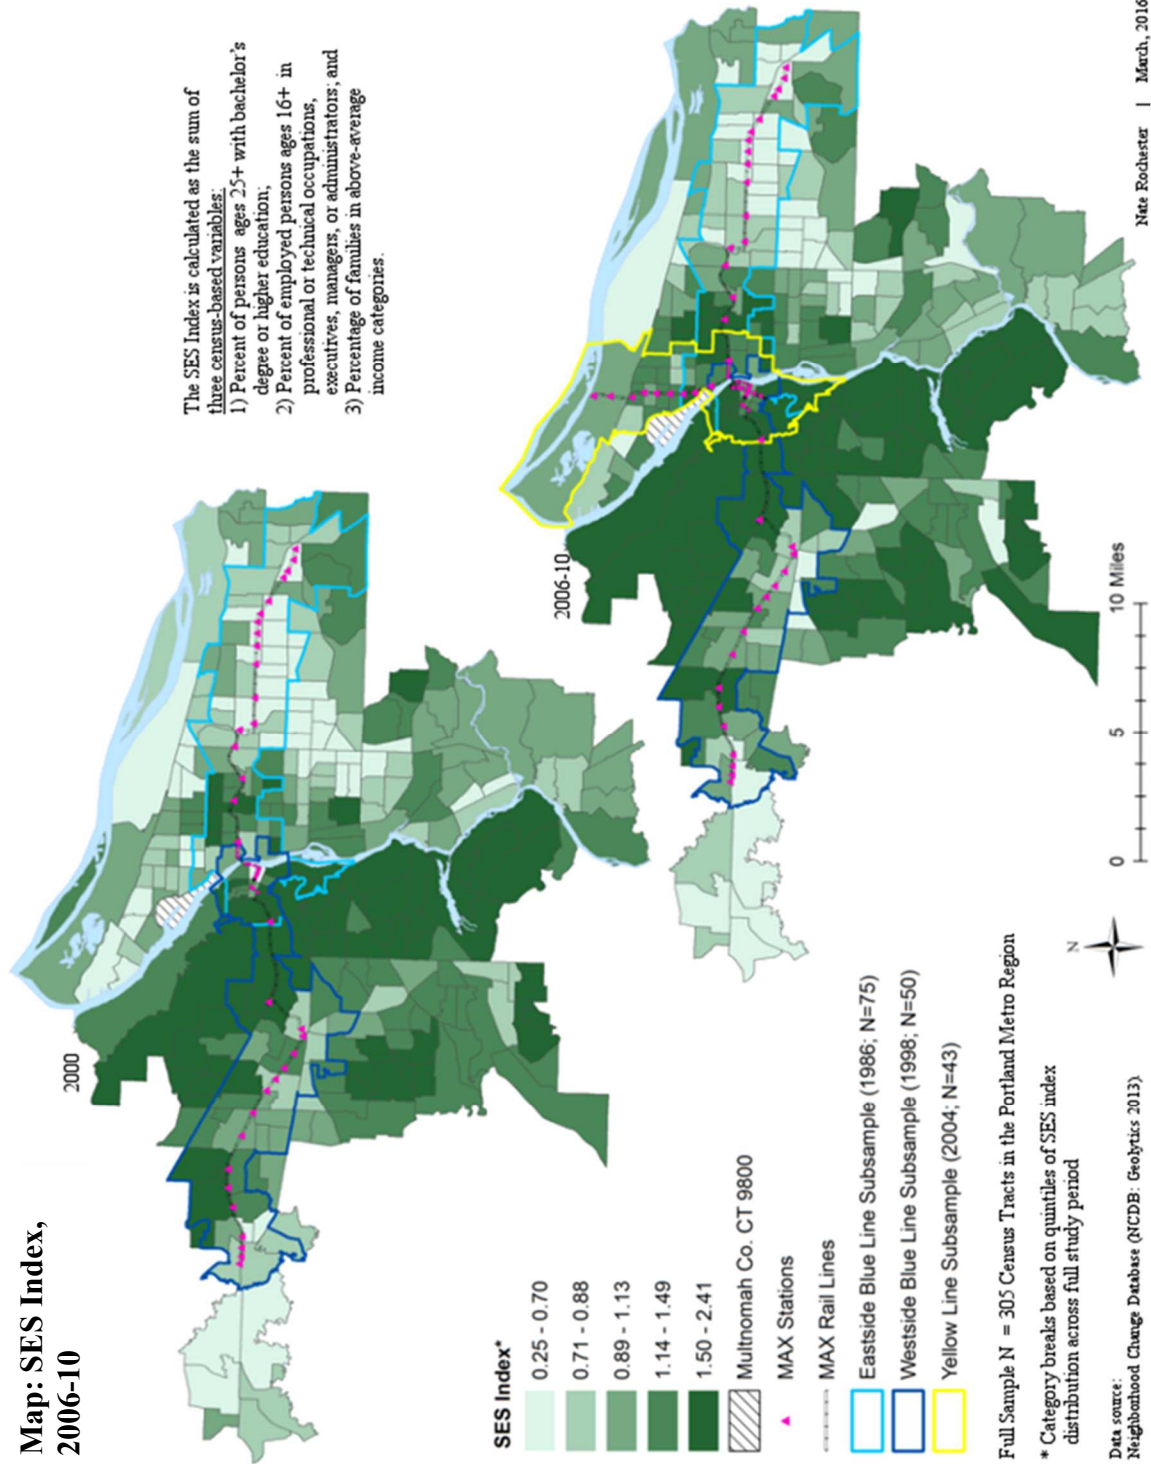 Map: SES Index,
2006-10
2000
2006-10
The SES Index is calculated as the sum of
three census-based variables:
1) Percent of persons ages 25+ with bachelor's
degree or higher education;
2) Percent of employed persons ages 16+ in
professional or technical occupations,
executives, managers, or administrators; and
3) Percentage of families in above-average
income categories.
SES Index*
0.25 - 0.70
0.71 - 0.88
0.89 - 1.13
1.14 - 1.49
1.50 - 2.41
Multnomah Co. CT 9800
MAX Stations
MAX Rail Lines
Eastside Blue Line Subsample (1986; N=75)
Westside Blue Line Subsample (1998; N=50)
Yellow Line Subsample (2004; N=43)
Full Sample N = 305 Census Tracts in the Portland Metro Region
* Category breaks based on quintiles of SES index
distribution across full study period
Data source:
Neighborhood Change Database (NCDB: Geolytics 2013)
N
0 5 10 Miles
Nate Rochester | March, 2016